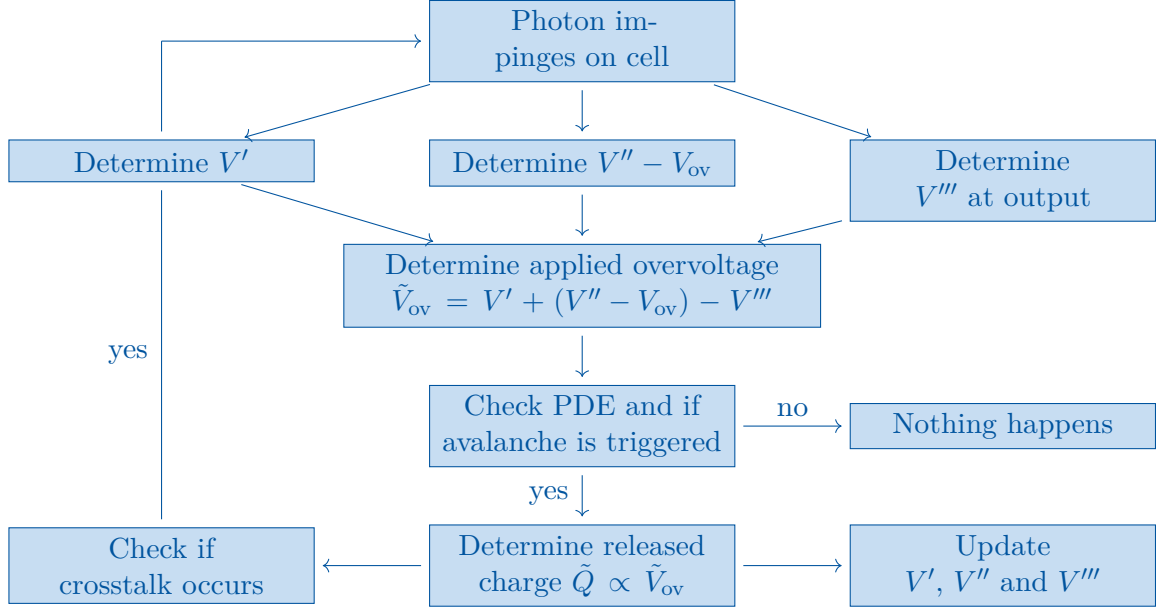 Photon im-
pinges on cell
Determine V′
Determine V″ − V_ov
Determine
V‴ at output
Determine applied overvoltage
Ṽ_ov = V′ + (V″ − V_ov) − V‴
yes
Check PDE and if
avalanche is triggered
no
Nothing happens
yes
Check if
crosstalk occurs
Determine released
charge Q̃ ∝ Ṽ_ov
Update
V′, V″ and V‴